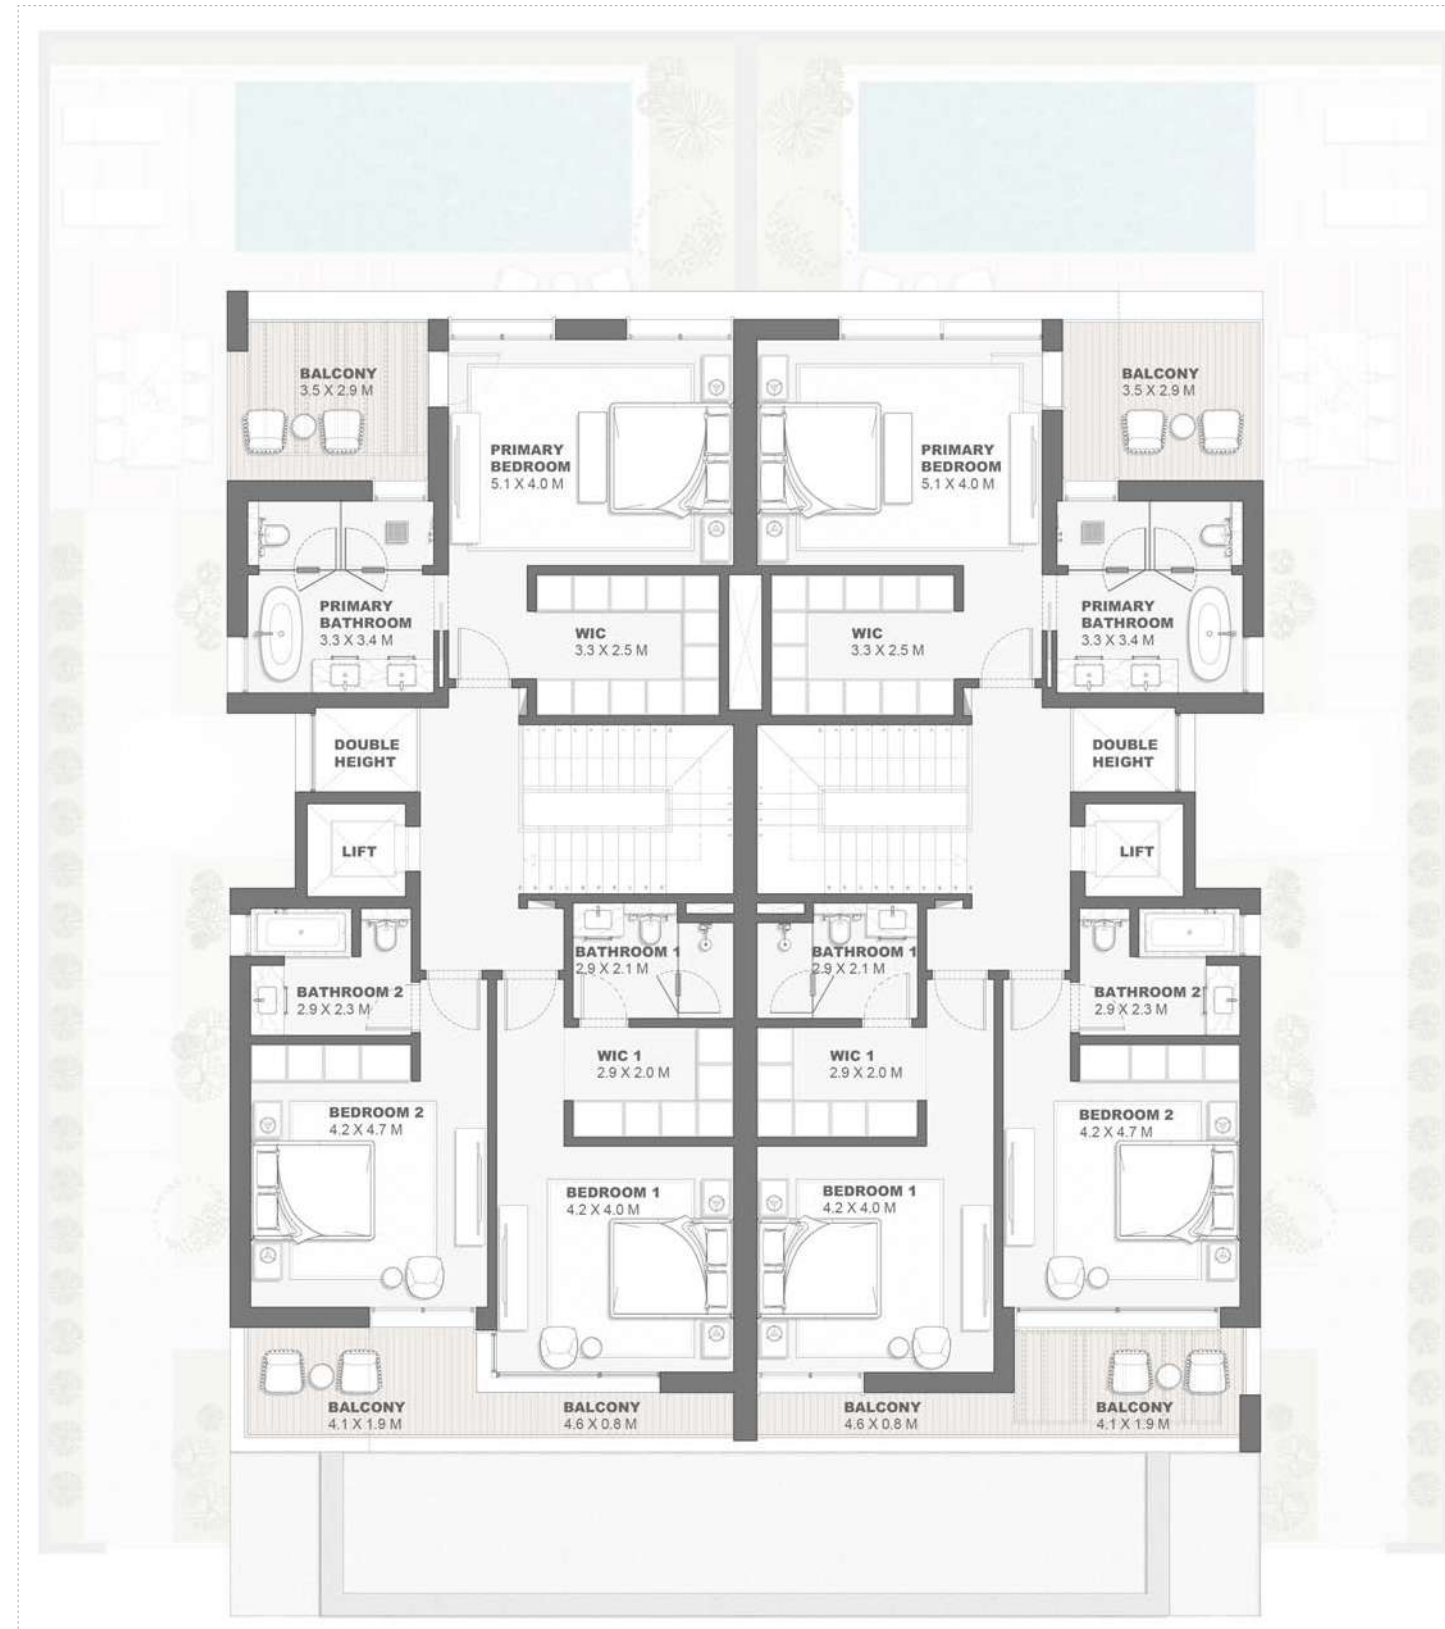 BALCONY
3.5 X 2.9 M
BALCONY
3.5 X 2.9 M
PRIMARY
BEDROOM
5.1 X 4.0 M
PRIMARY
BEDROOM
5.1 X 4.0 M
PRIMARY
BATHROOM
3.3 X 3.4 M
WIC
3.3 X 2.5 M
WIC
3.3 X 2.5 M
PRIMARY
BATHROOM
3.3 X 3.4 M
DOUBLE
HEIGHT
DOUBLE
HEIGHT
LIFT
LIFT
BATHROOM 1
2.9 X 2.1 M
BATHROOM 1
2.9 X 2.1 M
BATHROOM 2
2.9 X 2.3 M
BATHROOM 2
2.9 X 2.3 M
WIC 1
2.9 X 2.0 M
WIC 1
2.9 X 2.0 M
BEDROOM 2
4.2 X 4.7 M
BEDROOM 2
4.2 X 4.7 M
BEDROOM 1
4.2 X 4.0 M
BEDROOM 1
4.2 X 4.0 M
BALCONY
4.1 X 1.9 M
BALCONY
4.6 X 0.8 M
BALCONY
4.6 X 0.8 M
BALCONY
4.1 X 1.9 M